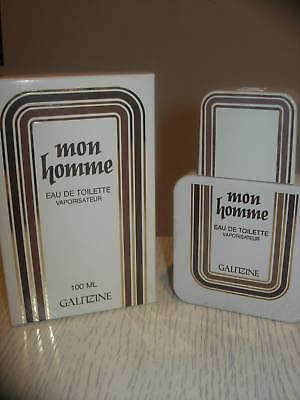 mon
homme
EAU DE TOILETTE
VAPORISATEUR
100 ML
GALITZINE
mon
homme
EAU DE TOILETTE
VAPORISATEUR
GALITZINE